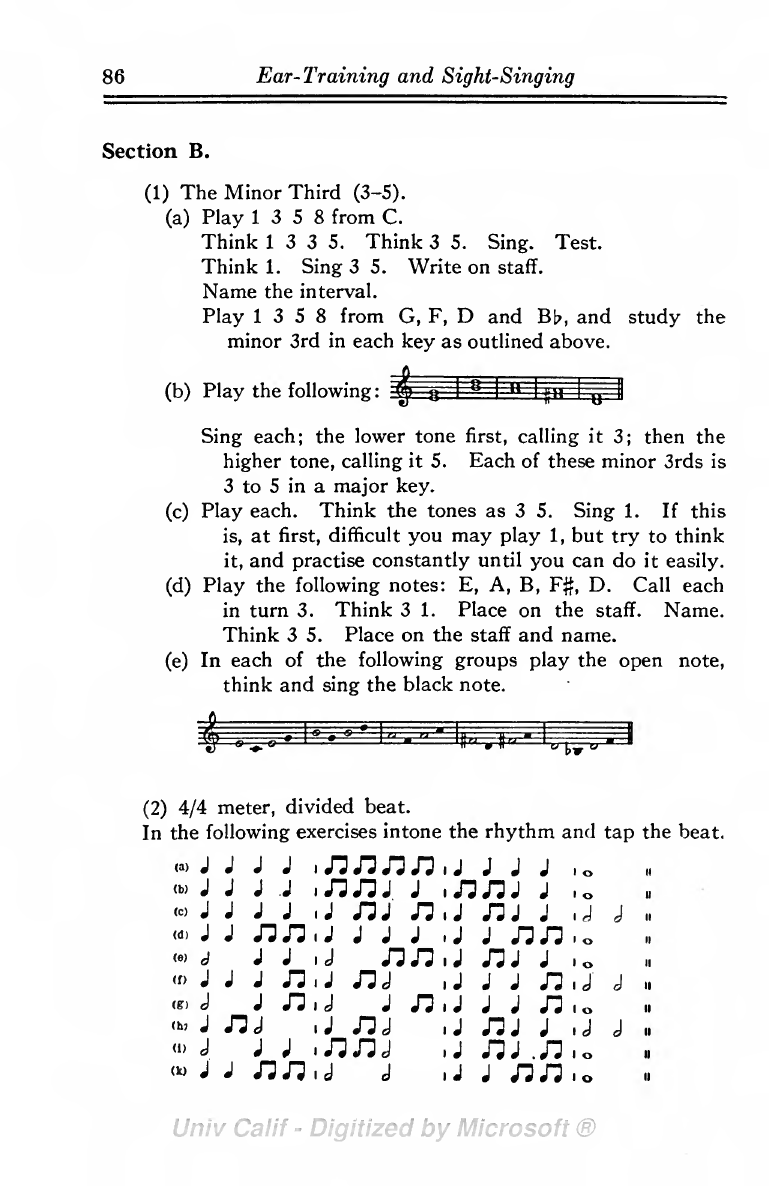 86 Ear-Training and Sight-Singing
Section B.
(1) The Minor Third (3–5).
(a) Play 1 3 5 8 from C.
Think 1 3 3 5. Think 3 5. Sing. Test.
Think 1. Sing 3 5. Write on staff.
Name the interval.
Play 1 3 5 8 from G, F, D and B♭, and study the
minor 3rd in each key as outlined above.
(b) Play the following:
Sing each; the lower tone first, calling it 3; then the
higher tone, calling it 5. Each of these minor 3rds is
3 to 5 in a major key.
(c) Play each. Think the tones as 3 5. Sing 1. If this
is, at first, difficult you may play 1, but try to think
it, and practise constantly until you can do it easily.
(d) Play the following notes: E, A, B, F♯, D. Call each
in turn 3. Think 3 1. Place on the staff. Name.
Think 3 5. Place on the staff and name.
(e) In each of the following groups play the open note,
think and sing the black note.
(2) 4/4 meter, divided beat.
In the following exercises intone the rhythm and tap the beat.
(a)
(b)
(c)
(d)
(e)
(f)
(g)
(h)
(i)
(k)
Univ Calif - Digitized by Microsoft ®